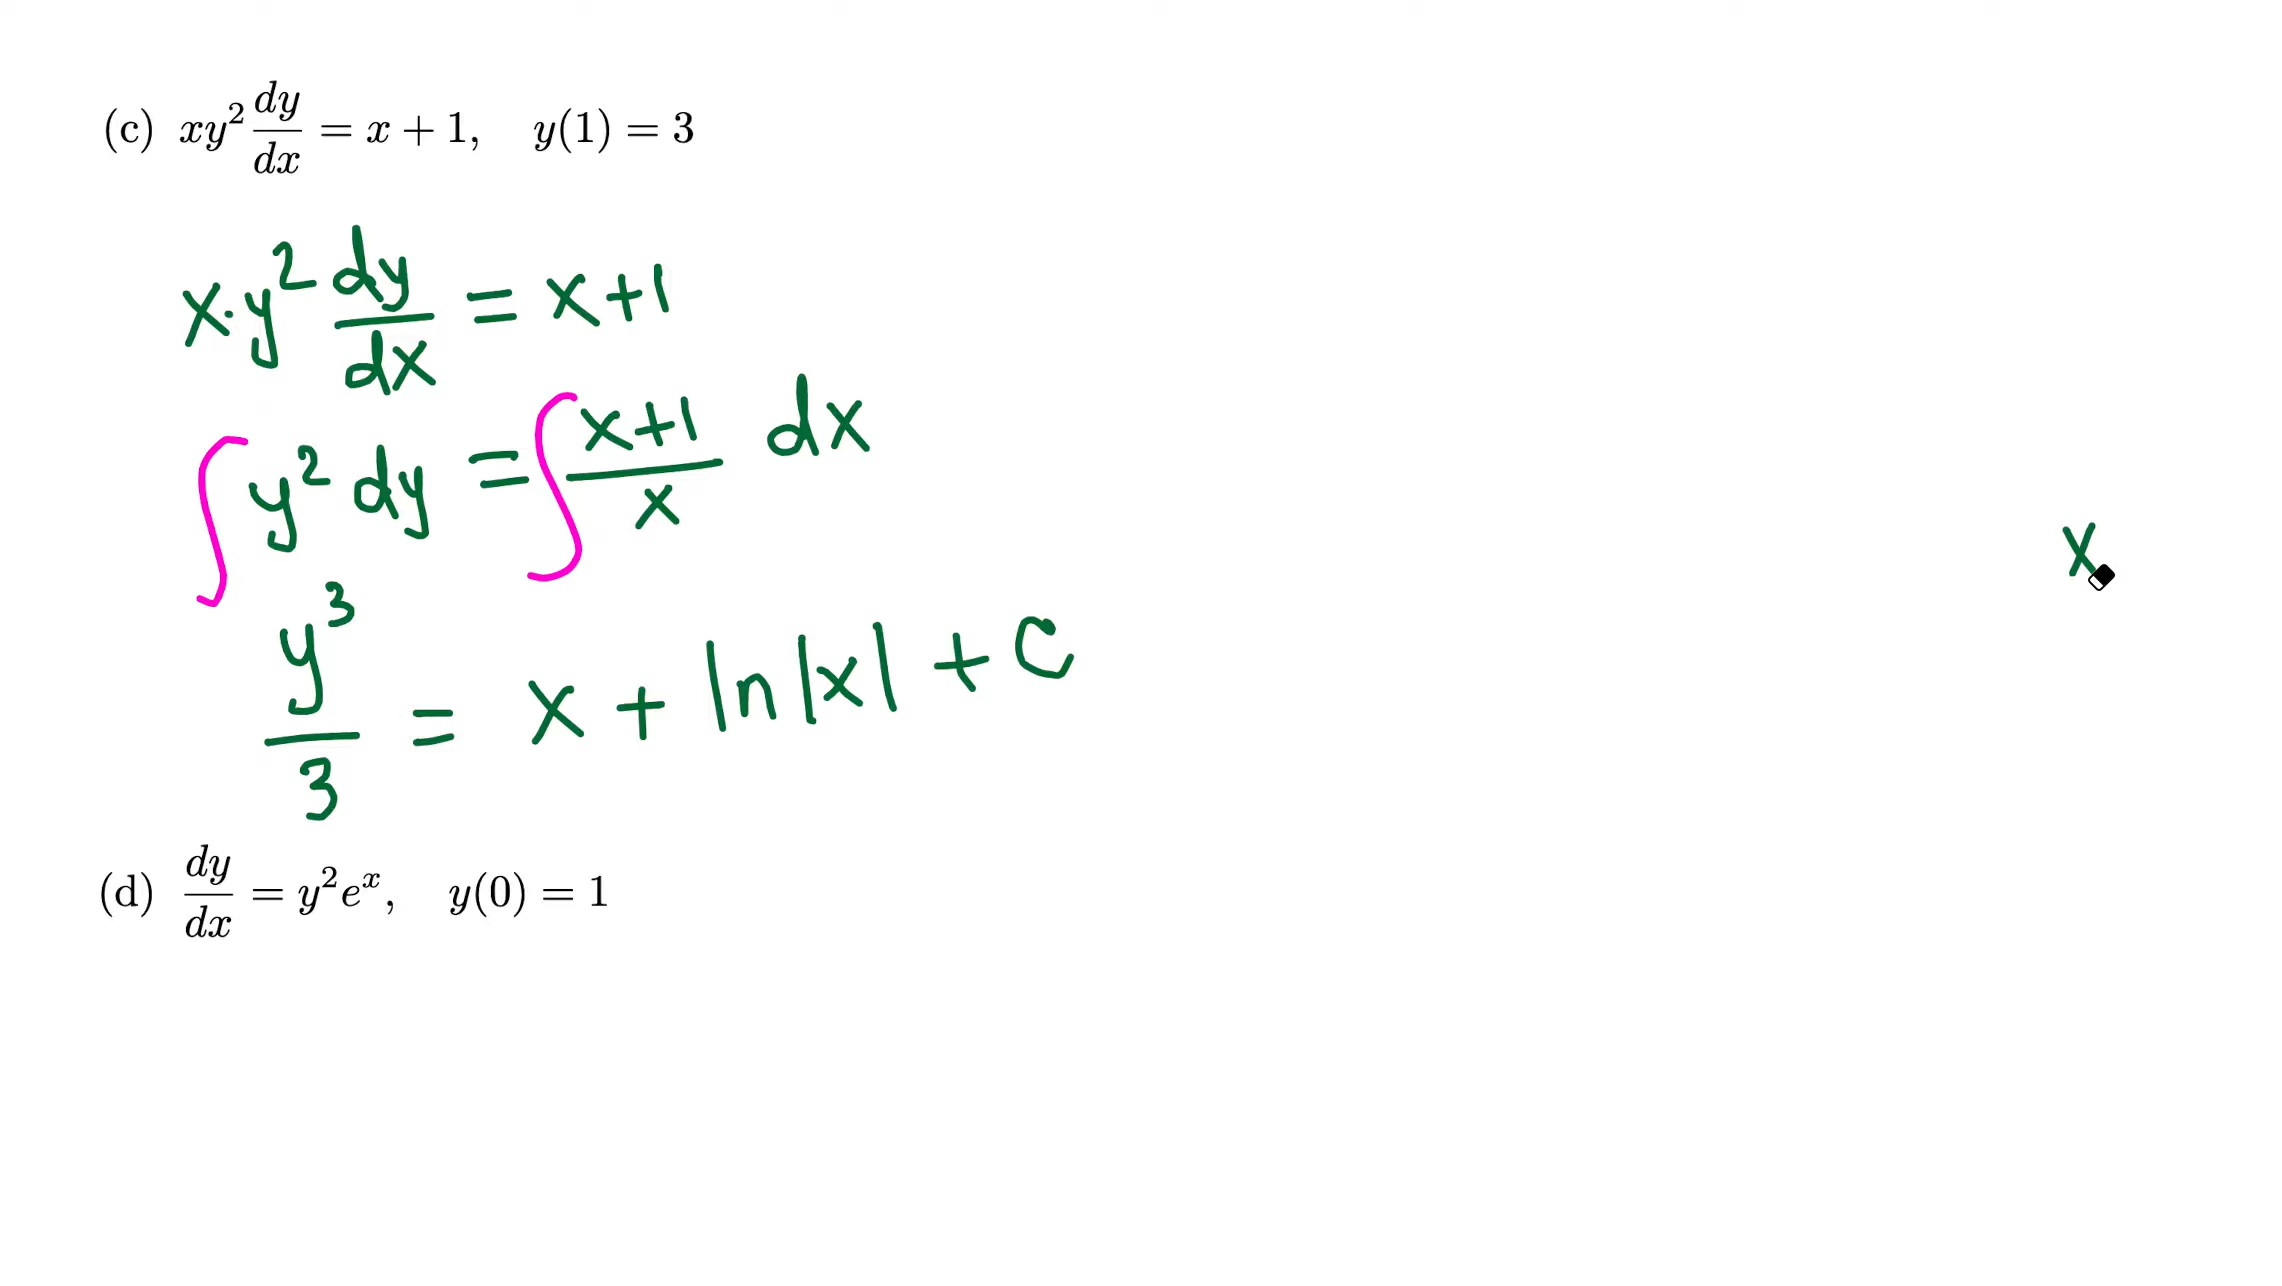 (c) xy² dy/dx = x + 1, y(1) = 3
x·y² dy/dx = x+1
∫ y² dy = ∫ x+1/x dx
x
y³/3 = x + ln|x| + C
(d) dy/dx = y²eˣ, y(0) = 1